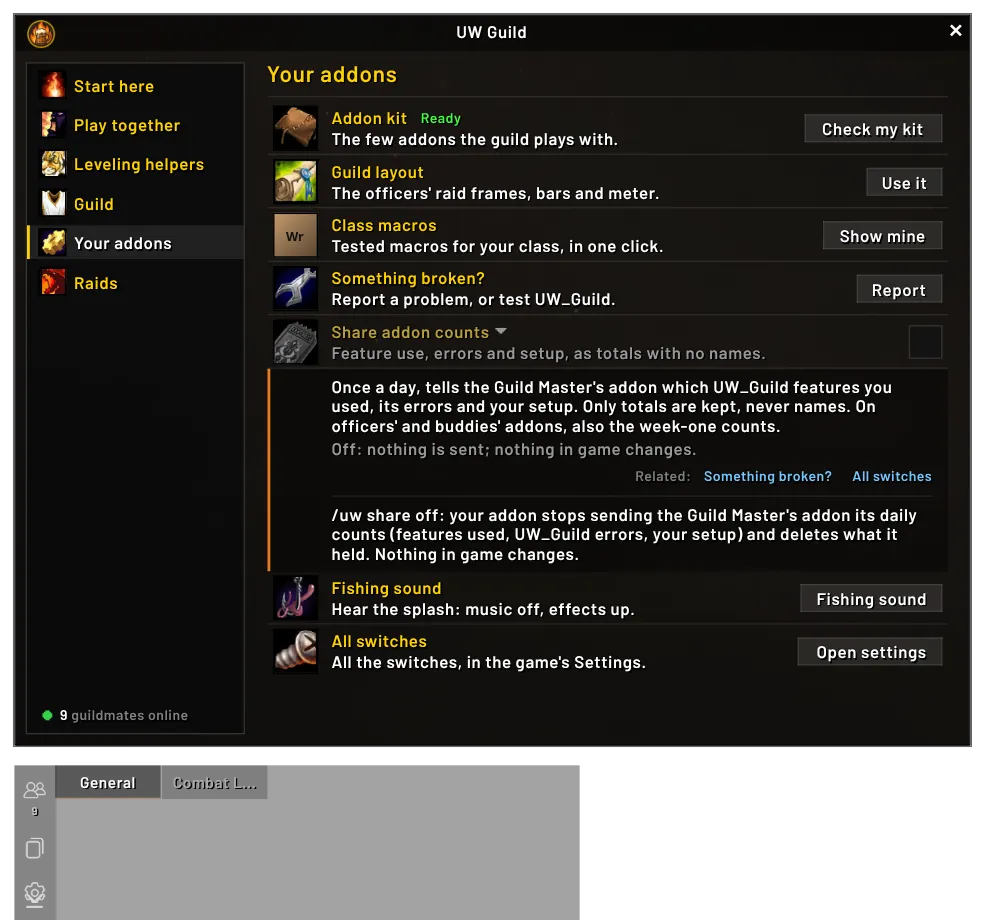 UW Guild
Start here
Play together
Leveling helpers
Guild
Your addons
Raids
9 guildmates online
Your addons
Addon kit Ready
The few addons the guild plays with.
Check my kit
Guild layout
The officers' raid frames, bars and meter.
Use it
Wr
Class macros
Tested macros for your class, in one click.
Show mine
Something broken?
Report a problem, or test UW_Guild.
Report
Share addon counts
Feature use, errors and setup, as totals with no names.
Once a day, tells the Guild Master's addon which UW_Guild features you
used, its errors and your setup. Only totals are kept, never names. On
officers' and buddies' addons, also the week-one counts.
Off: nothing is sent; nothing in game changes.
Related: Something broken? All switches
/uw share off: your addon stops sending the Guild Master's addon its daily
counts (features used, UW_Guild errors, your setup) and deletes what it
held. Nothing in game changes.
Fishing sound
Hear the splash: music off, effects up.
Fishing sound
All switches
All the switches, in the game's Settings.
Open settings
General
Combat L...
9